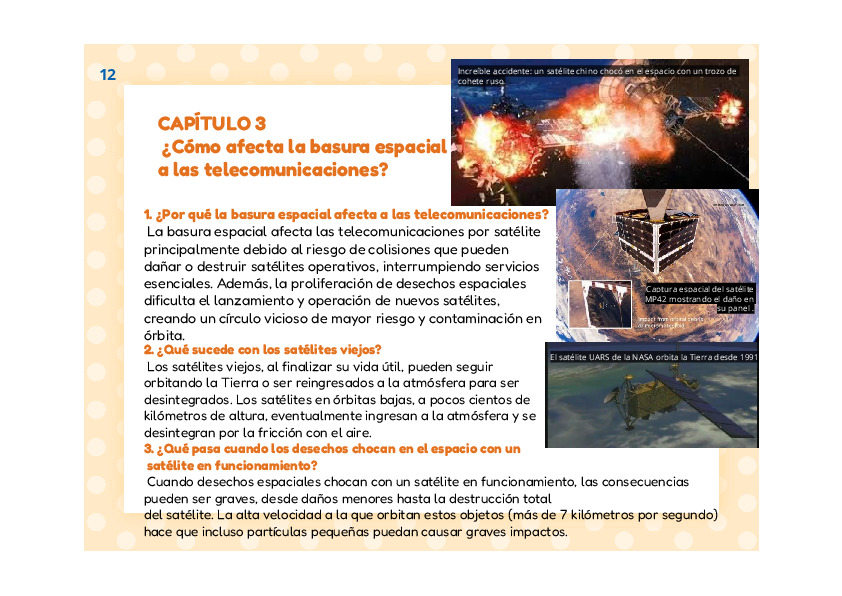 12
Increíble accidente: un satélite chino chocó en el espacio con un trozo de
cohete ruso.
CAPÍTULO 3
¿Cómo afecta la basura espacial
a las telecomunicaciones?
1. ¿Por qué la basura espacial afecta a las telecomunicaciones?
La basura espacial afecta las telecomunicaciones por satélite
principalmente debido al riesgo de colisiones que pueden
dañar o destruir satélites operativos, interrumpiendo servicios
esenciales. Además, la proliferación de desechos espaciales
dificulta el lanzamiento y operación de nuevos satélites,
creando un círculo vicioso de mayor riesgo y contaminación en
órbita.
Captura espacial del satélite
MP42 mostrando el daño en
su panel .
Impact from orbital debris
or micrometeoroid
2. ¿Qué sucede con los satélites viejos?
Los satélites viejos, al finalizar su vida útil, pueden seguir
orbitando la Tierra o ser reingresados a la atmósfera para ser
desintegrados. Los satélites en órbitas bajas, a pocos cientos de
kilómetros de altura, eventualmente ingresan a la atmósfera y se
desintegran por la fricción con el aire.
El satélite UARS de la NASA orbita la Tierra desde 1991
3. ¿Qué pasa cuando los desechos chocan en el espacio con un
satélite en funcionamiento?
Cuando desechos espaciales chocan con un satélite en funcionamiento, las consecuencias
pueden ser graves, desde daños menores hasta la destrucción total
del satélite. La alta velocidad a la que orbitan estos objetos (más de 7 kilómetros por segundo)
hace que incluso partículas pequeñas puedan causar graves impactos.